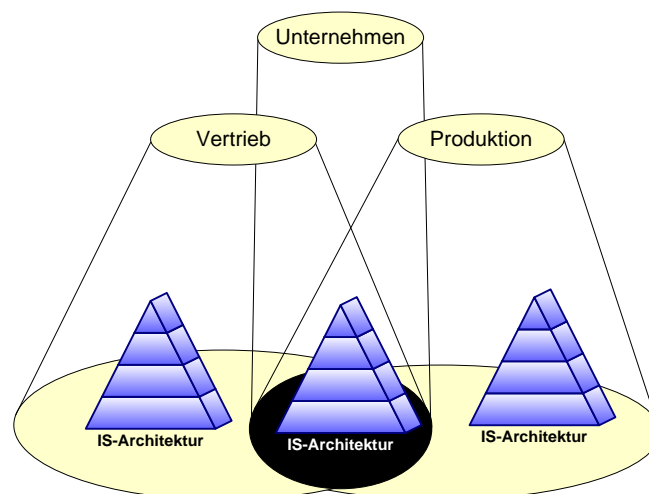 Unternehmen
Vertrieb
Produktion
IS-Architektur
IS-Architektur
IS-Architektur